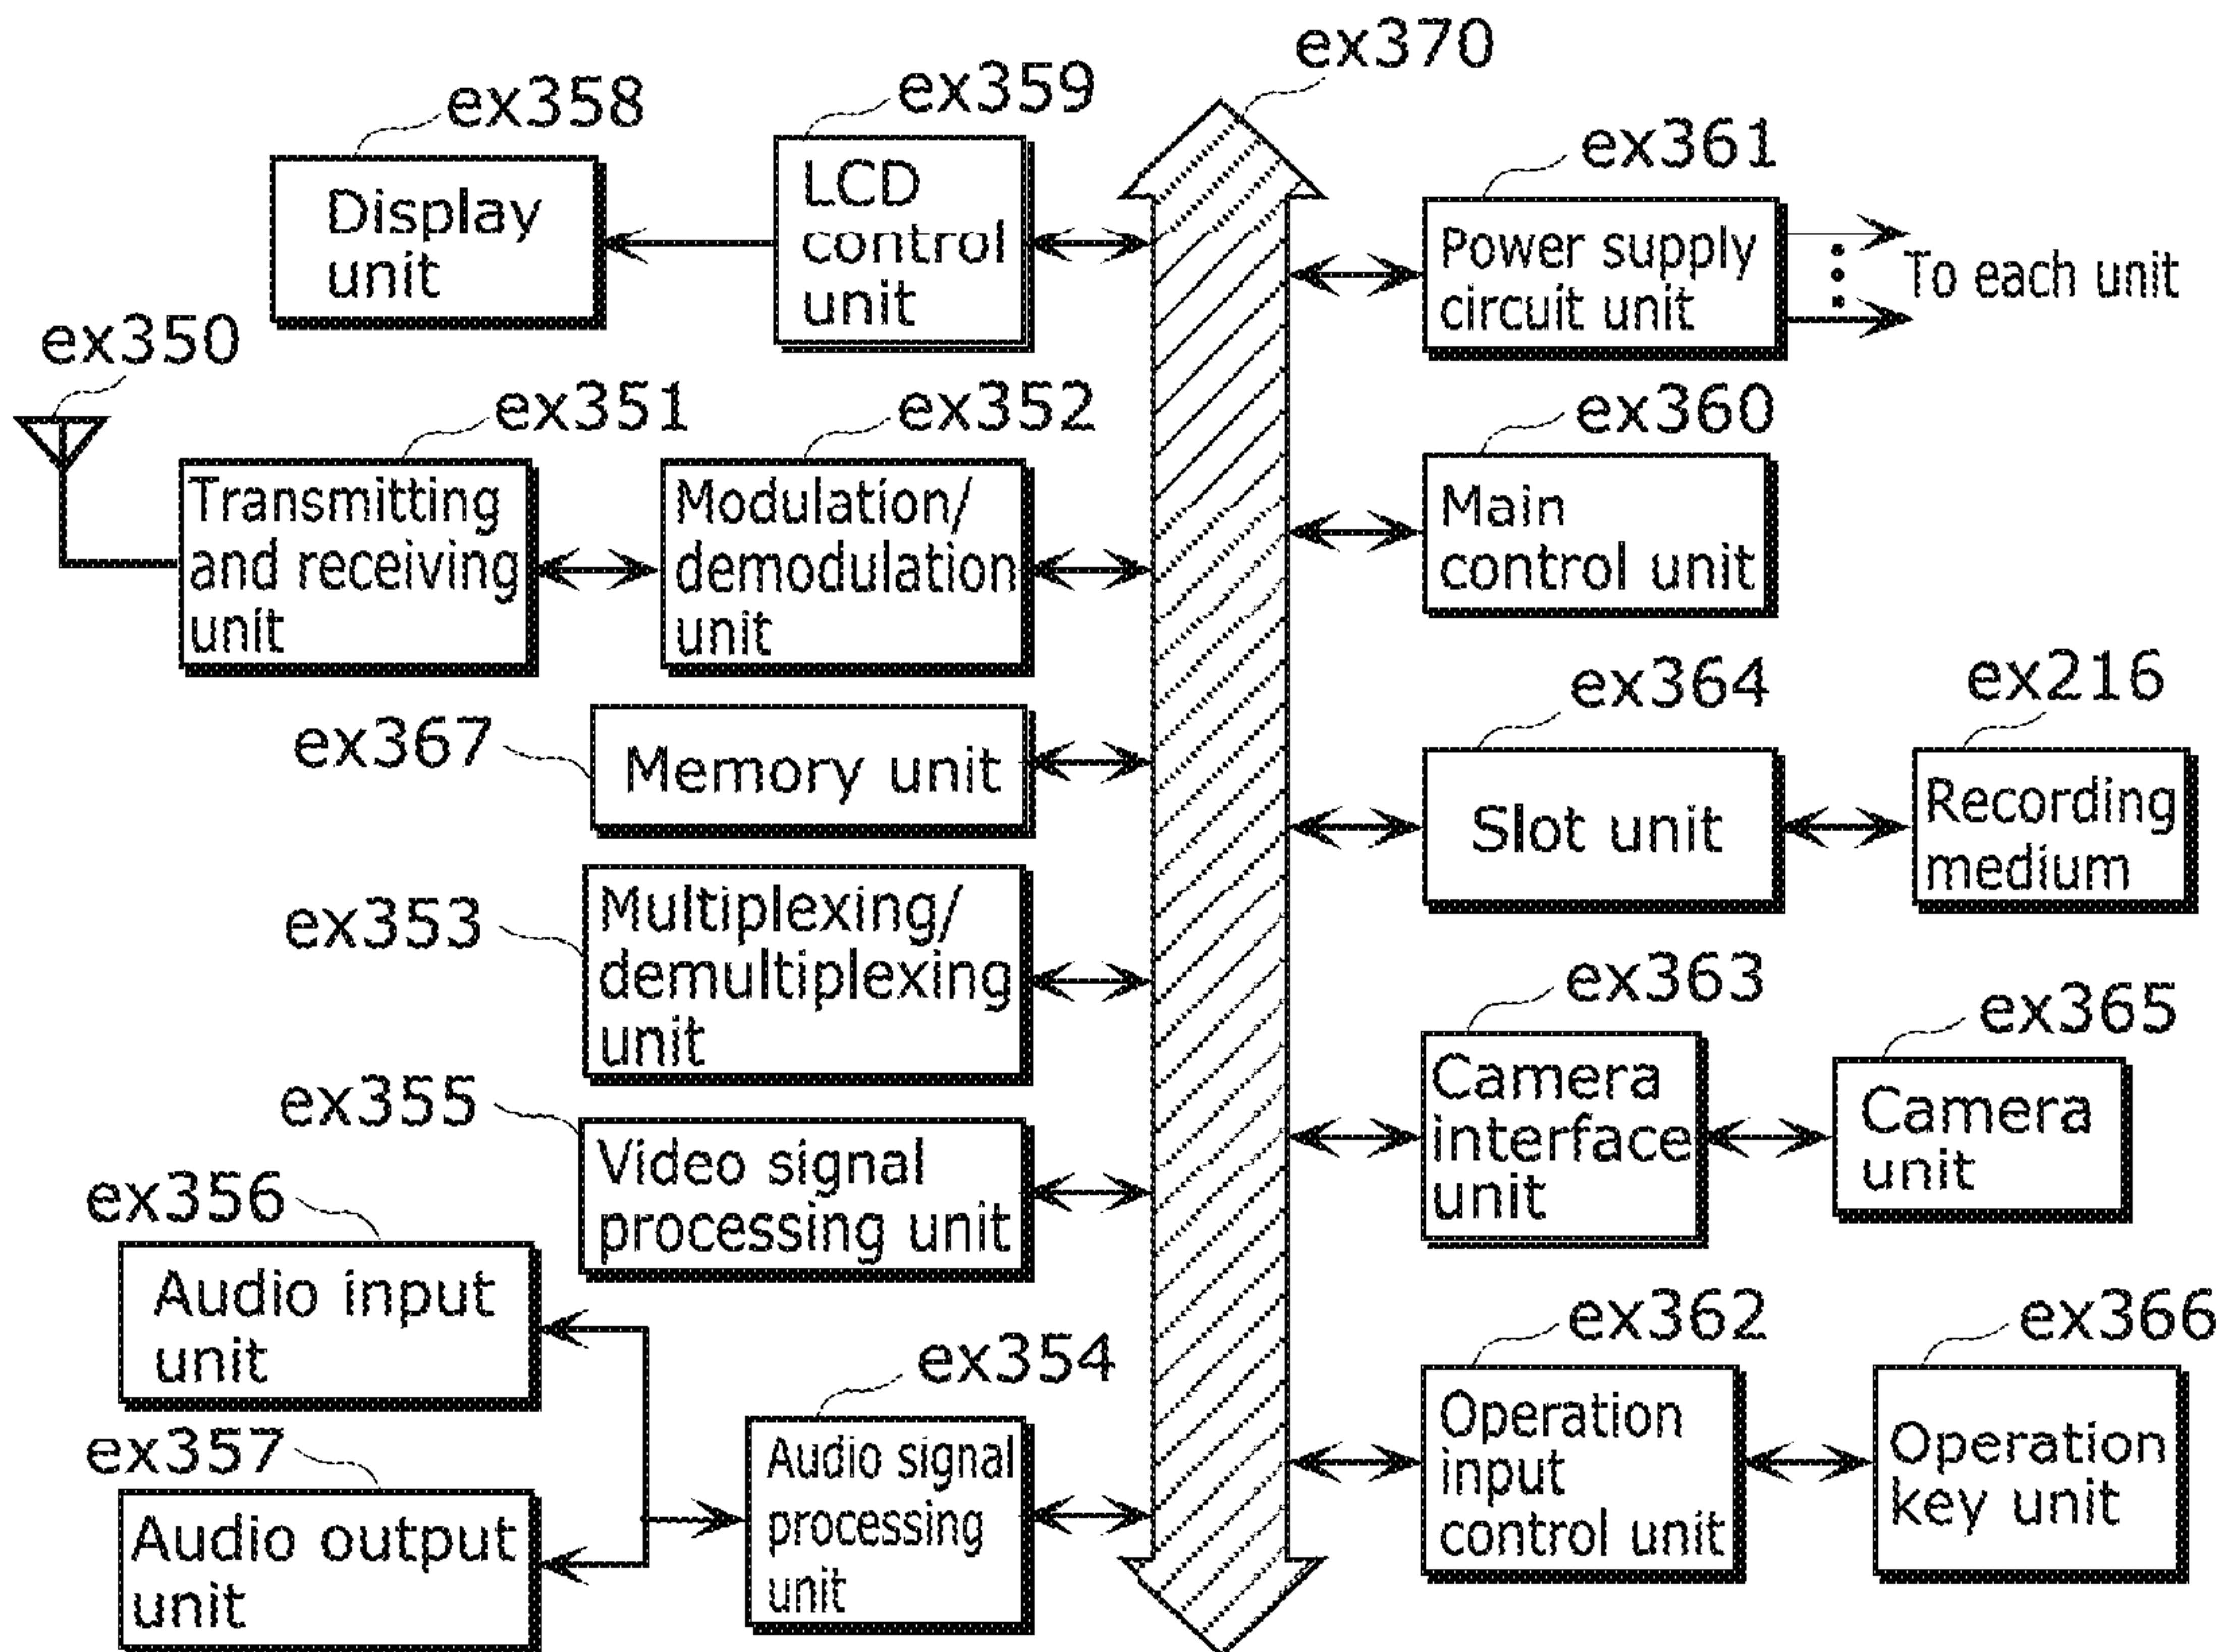 ex370
ex359
ex358
LCD
control
unit
Display
unit
ex361
Power supply
circuit unit
To each unit
ex350
ex351
Transmitting
and receiving
unit
ex352
Modulation/
demodulation
unit
ex360
Main
control unit
ex367
Memory unit
ex364
Slot unit
ex216
Recording
medium
ex353
Multiplexing/
demultiplexing
unit
ex363
Camera
interface
unit
ex365
Camera
unit
ex355
Video signal
processing unit
ex356
Audio input
unit
ex357
Audio output
unit
ex354
Audio signal
processing
unit
ex362
Operation
input
control unit
ex366
Operation
key unit